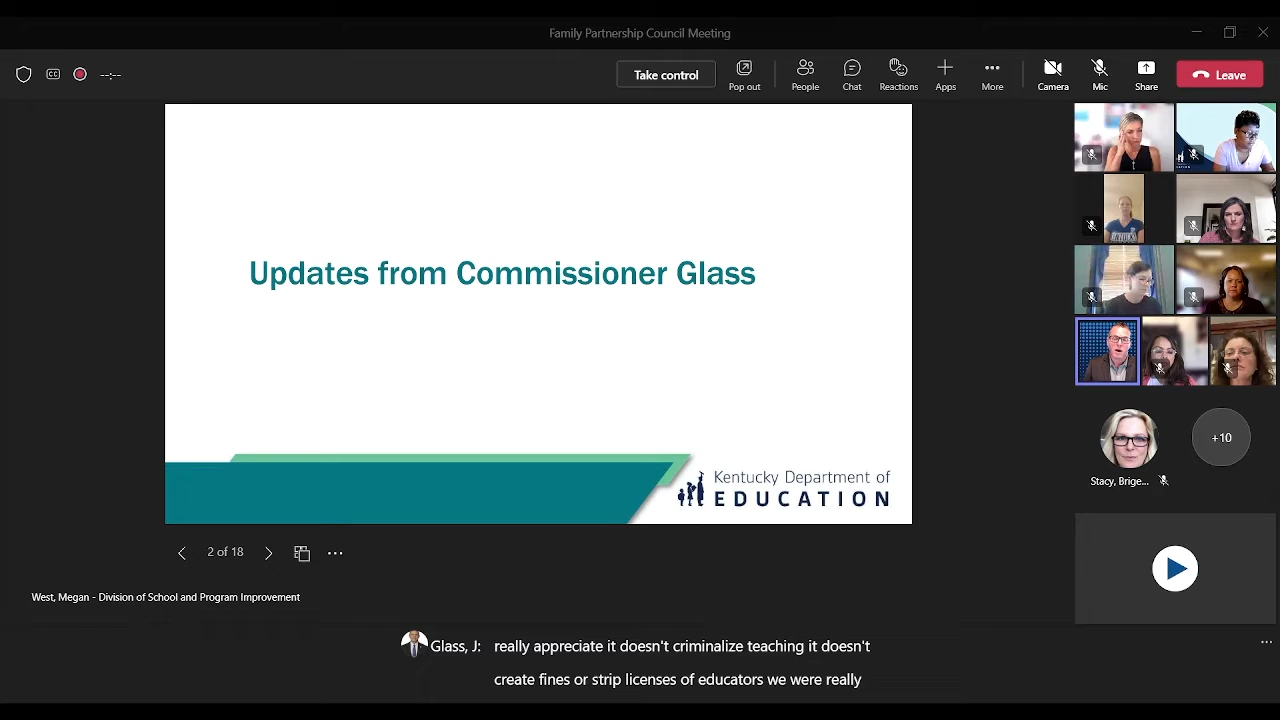 Family Partnership Council Meeting
CC
--:--
Take control
Pop out
People
Chat
Reactions
Apps
More
Camera
Mic
Share
Leave
Updates from Commissioner Glass
Kentucky Department of
EDUCATION
+10
Stacy, Brige...
2 of 18
West, Megan - Division of School and Program Improvement
Glass, J: really appreciate it doesn't criminalize teaching it doesn't
create fines or strip licenses of educators we were really